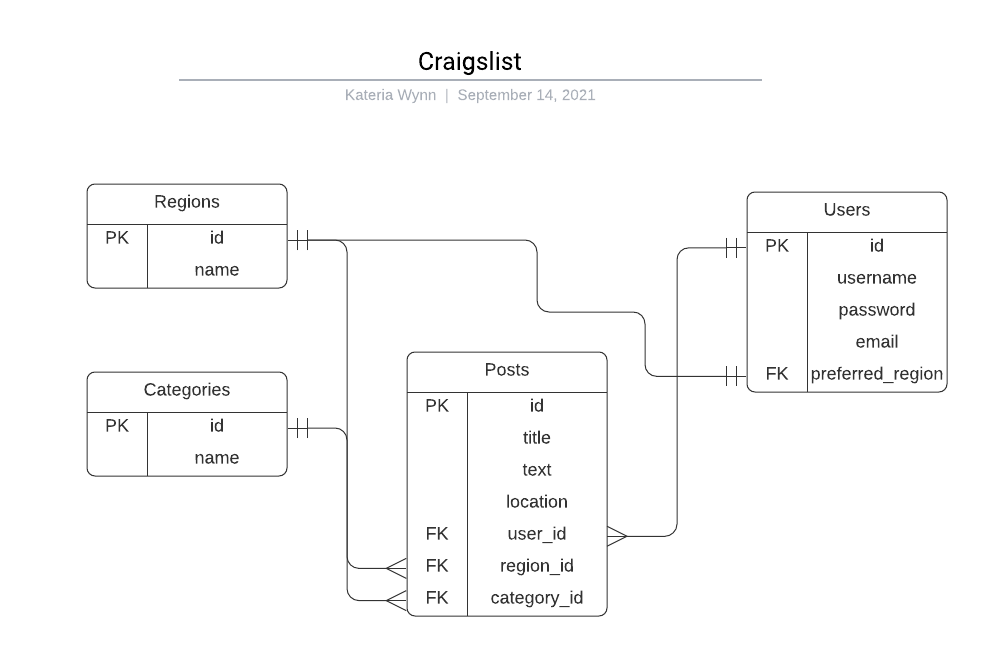 Craigslist
Kateria Wynn | September 14, 2021
Regions
PK id
name
Categories
PK id
name
Posts
PK id
title
text
location
FK user_id
FK region_id
FK category_id
Users
PK id
username
password
email
FK preferred_region